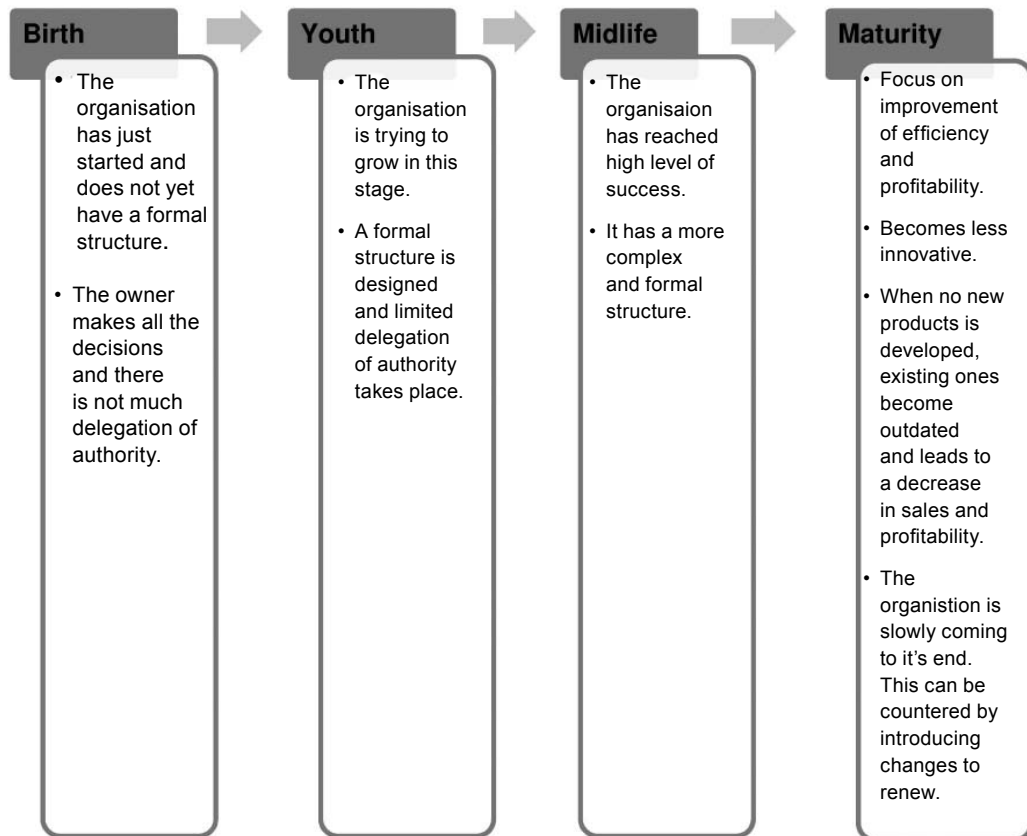 Birth
• The
organisation
has just
started and
does not yet
have a formal
structure.
• The owner
makes all the
decisions
and there
is not much
delegation of
authority.
Youth
• The
organisation
is trying to
grow in this
stage.
• A formal
structure is
designed
and limited
delegation
of authority
takes place.
Midlife
• The
organisaion
has reached
high level of
success.
• It has a more
complex
and formal
structure.
Maturity
• Focus on
improvement
of efficiency
and
profitability.
• Becomes less
innovative.
• When no new
products is
developed,
existing ones
become
outdated
and leads to
a decrease
in sales and
profitability.
• The
organistion is
slowly coming
to it's end.
This can be
countered by
introducing
changes to
renew.